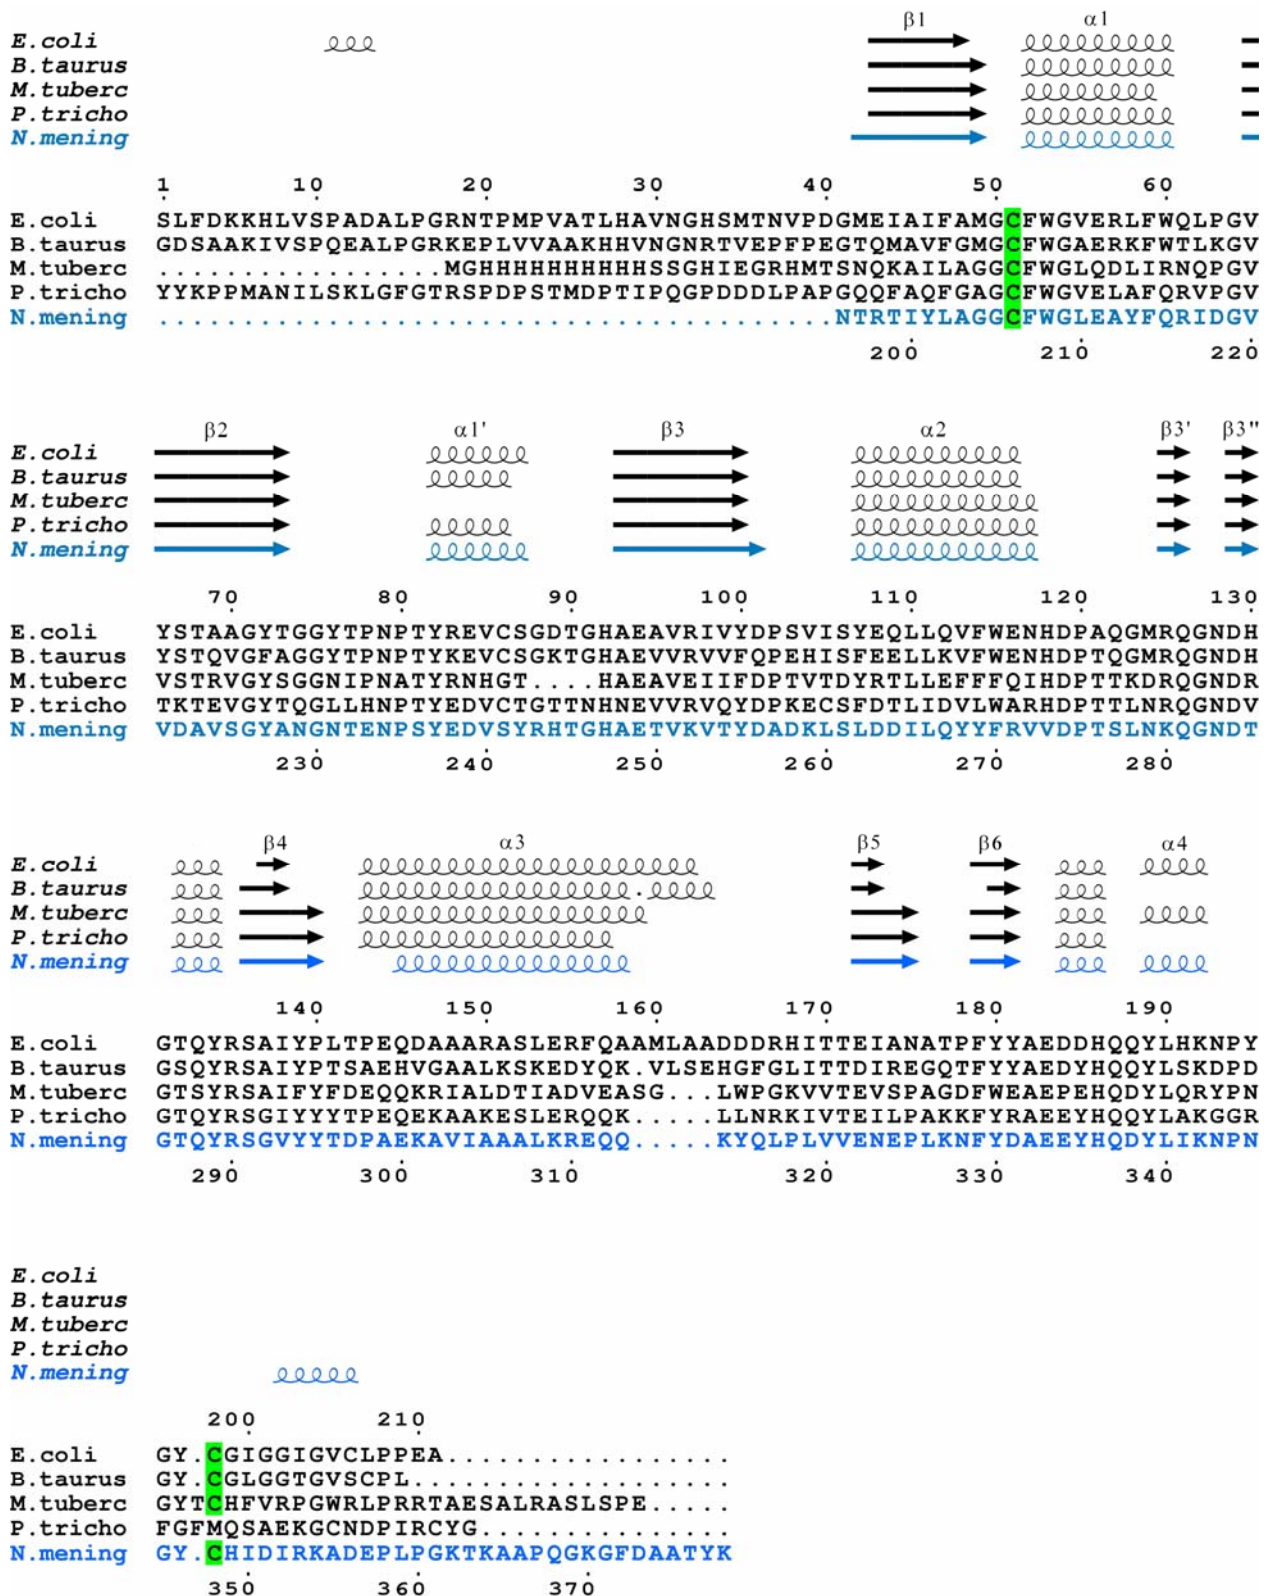 β1 α1
E.coli
B.taurus
M.tuberc
P.tricho
N.mening
1 10 20 30 40 50 60
E.coli SLFDKKHLVSPADALPGRNTPMPVATLHAVNGHSMTNVPDGMEIAIFAMGCFWGVERLFWQLPGV
B.taurus GDSAAKIVSPQEALPGRKEPLVVAAKHHVNGNRTVEPFPEGTQMAVFGMGCFWGAERKFWTLKGV
M.tuberc .................MGHHHHHHHHHHSSGHIEGRHMTSNQKAILAGGCFWGLQDLIRNQPGV
P.tricho YYKPPMANILSKLGFGTRSPDPSTMDPTIPQGPDDDLPAPGQQFAQFGAGCFWGVELAFQRVPGV
N.mening ........................................NTRTIYLAGGCFWGLEAYFQRIDGV
200 210 220
β2 α1' β3 α2 β3' β3"
E.coli
B.taurus
M.tuberc
P.tricho
N.mening
70 80 90 100 110 120 130
E.coli YSTAAGYTGGYTPNPTYREVCSGDTGHAEAVRIVYDPSVISYEQLLQVFWENHDPAQGMRQGNDH
B.taurus YSTQVGFAGGYTPNPTYKEVCSGKTGHAEVVRVVFQPEHISFEELLKVFWENHDPTQGMRQGNDH
M.tuberc VSTRVGYSGGNIPNATYRNHGT....HAEAVEIIFDPTVTDYRTLLEFFFQIHDPTTKDRQGNDR
P.tricho TKTEVGYTQGLLHNPTYEDVCTGTTNHNEVVRVQYDPKECSFDTLIDVLWARHDPTTLNRQGNDV
N.mening VDAVSGYANGNTENPSYEDVSYRHTGHAETVKVTYDADKLSLDDILQYYFRVVDPTSLNKQGNDT
230 240 250 260 270 280
β4 α3 β5 β6 α4
E.coli
B.taurus
M.tuberc
P.tricho
N.mening
140 150 160 170 180 190
E.coli GTQYRSAIYPLTPEQDAAARASLERFQAAMLAADDDRHITTEIANATPFYYAEDDHQQYLHKNPY
B.taurus GSQYRSAIYPTSAEHVGAALKSKEDYQK.VLSEHGFGLITTDIREGQTFYYAEDYHQQYLSKDPD
M.tuberc GTSYRSAIFYFDEQQKRIALDTIADVEASG...LWPGKVVTEVSPAGDFWEAEPEHQDYLQRYPN
P.tricho GTQYRSGIYYYTPEQEKAAKESLERQQK.....LLNRKIVTEILPAKKFYRAEEYHQQYLAKGGR
N.mening GTQYRSGVYYTDPAEKAVIAAALKREQQ.....KYQLPLVVENEPLKNFYDAEEYHQDYLIKNPN
290 300 310 320 330 340
E.coli
B.taurus
M.tuberc
P.tricho
N.mening
200 210
E.coli GY.CGIGGIGVCLPPEA.................
B.taurus GY.CGLGGTGVSCPL...................
M.tuberc GYTCHFVRPGWRLPRRTAESALRASLSPE.....
P.tricho FGFMQSAEKGCNDPIRCYG...............
N.mening GY.CHIDIRKADEPLPGKTKAAPQGKGFDAATYK
350 360 370